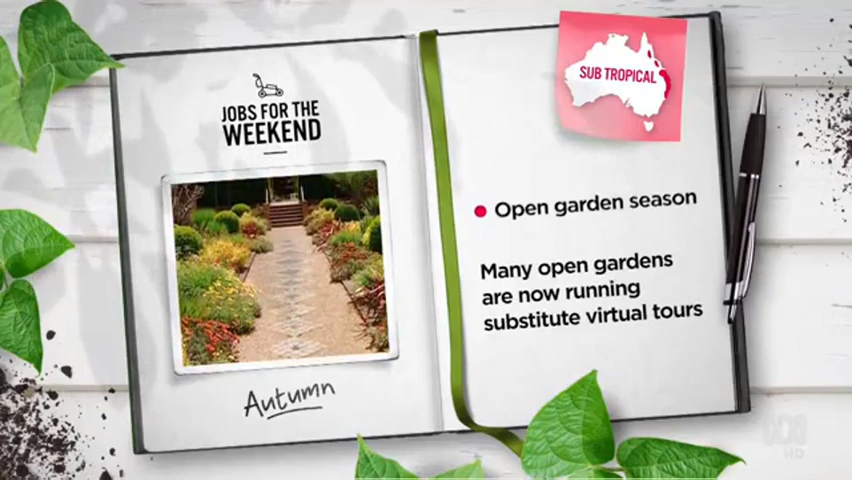 JOBS FOR THE
WEEKEND
Autumn
SUB TROPICAL
Open garden season
Many open gardens
are now running
substitute virtual tours
HD